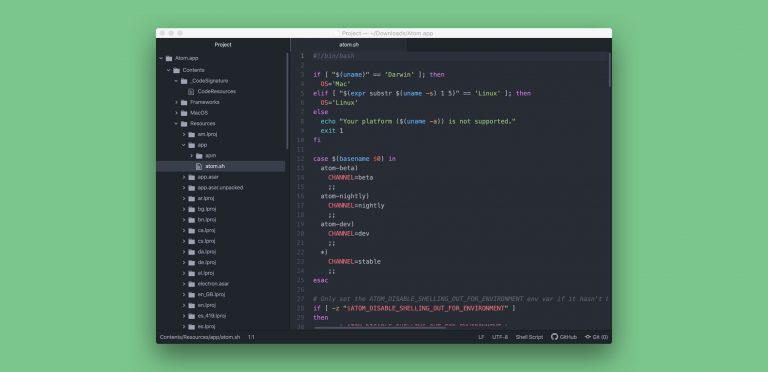 Project — ~/Downloads/Atom.app
Project
Atom.app
Contents
_CodeSignature
CodeResources
Frameworks
MacOS
Resources
am.lproj
app
apm
atom.sh
app.asar
app.asar.unpacked
ar.lproj
bg.lproj
bn.lproj
ca.lproj
cs.lproj
da.lproj
de.lproj
el.lproj
electron.asar
en_GB.lproj
en.lproj
es_419.lproj
es.lproj
atom.sh
1 #!/bin/bash
2
3 if [ "$(uname)" == 'Darwin' ]; then
4 OS='Mac'
5 elif [ "$(expr substr $(uname -s) 1 5)" == 'Linux' ]; then
6 OS='Linux'
7 else
8 echo "Your platform ($(uname -a)) is not supported."
9 exit 1
10 fi
11
12 case $(basename $0) in
13 atom-beta)
14 CHANNEL=beta
15 ;;
16 atom-nightly)
17 CHANNEL=nightly
18 ;;
19 atom-dev)
20 CHANNEL=dev
21 ;;
22 *)
23 CHANNEL=stable
24 ;;
25 esac
26
27 # Only set the ATOM_DISABLE_SHELLING_OUT_FOR_ENVIRONMENT env var if it hasn't
28 if [ -z "$ATOM_DISABLE_SHELLING_OUT_FOR_ENVIRONMENT" ]
29 then
30 ATOM_DISABLE_SHELLING_OUT_FOR_ENVIRONMENT
Contents/Resources/app/atom.sh 1:1 LF UTF-8 Shell Script GitHub Git (0)